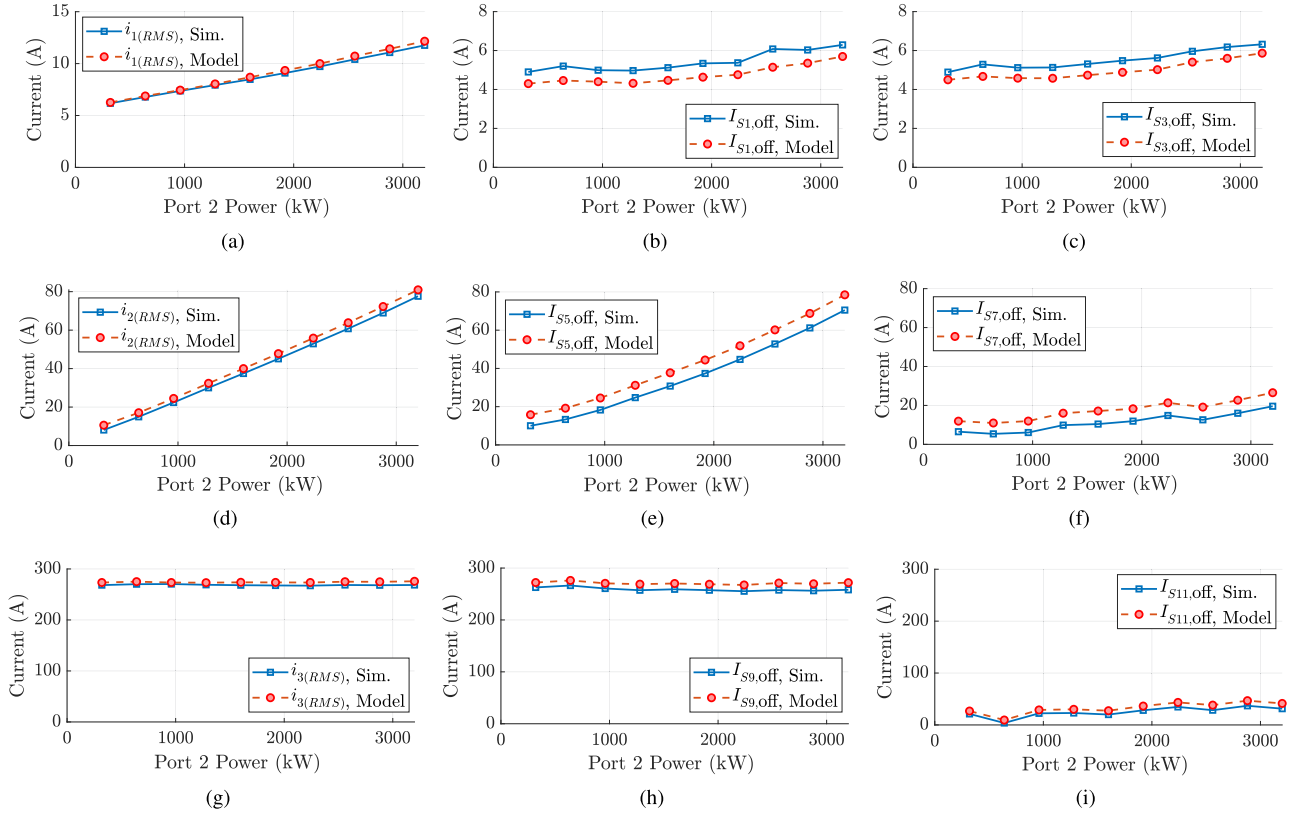 15
10
5
0
Current (A)
i1(RMS), Sim.
i1(RMS), Model
0 1000 2000 3000
Port 2 Power (kW)
(a)
8
6
4
2
0
Current (A)
IS1,off, Sim.
IS1,off, Model
0 1000 2000 3000
Port 2 Power (kW)
(b)
8
6
4
2
0
Current (A)
IS3,off, Sim.
IS3,off, Model
0 1000 2000 3000
Port 2 Power (kW)
(c)
80
60
40
20
0
Current (A)
i2(RMS), Sim.
i2(RMS), Model
0 1000 2000 3000
Port 2 Power (kW)
(d)
80
60
40
20
0
Current (A)
IS5,off, Sim.
IS5,off, Model
0 1000 2000 3000
Port 2 Power (kW)
(e)
80
60
40
20
0
Current (A)
IS7,off, Sim.
IS7,off, Model
0 1000 2000 3000
Port 2 Power (kW)
(f)
300
200
100
0
Current (A)
i3(RMS), Sim.
i3(RMS), Model
0 1000 2000 3000
Port 2 Power (kW)
(g)
300
200
100
0
Current (A)
IS9,off, Sim.
IS9,off, Model
0 1000 2000 3000
Port 2 Power (kW)
(h)
300
200
100
0
Current (A)
IS11,off, Sim.
IS11,off, Model
0 1000 2000 3000
Port 2 Power (kW)
(i)